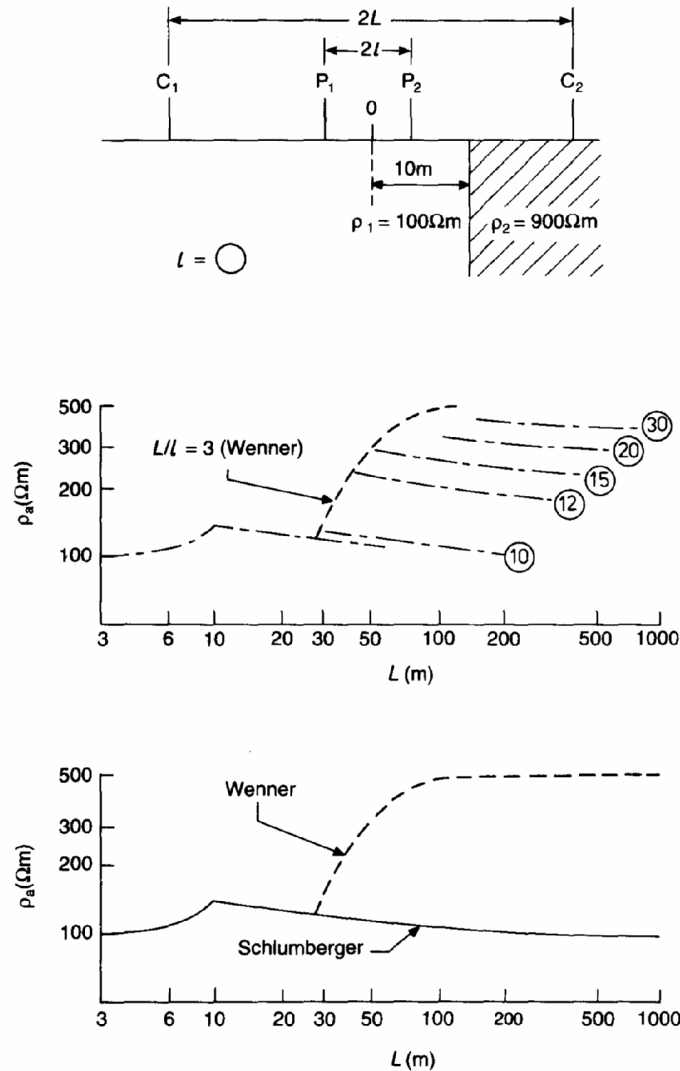 2L
2l
C₁ P₁ P₂ C₂
0
10m
ρ₁ = 100Ωm ρ₂ = 900Ωm
l =
500
300
200
100
ρₐ(Ωm)
L/l = 3 (Wenner)
30
20
15
12
10
3 6 10 20 30 50 100 200 500 1000
L (m)
500
300
200
100
ρₐ(Ωm)
Wenner
Schlumberger
3 6 10 20 30 50 100 200 500 1000
L (m)